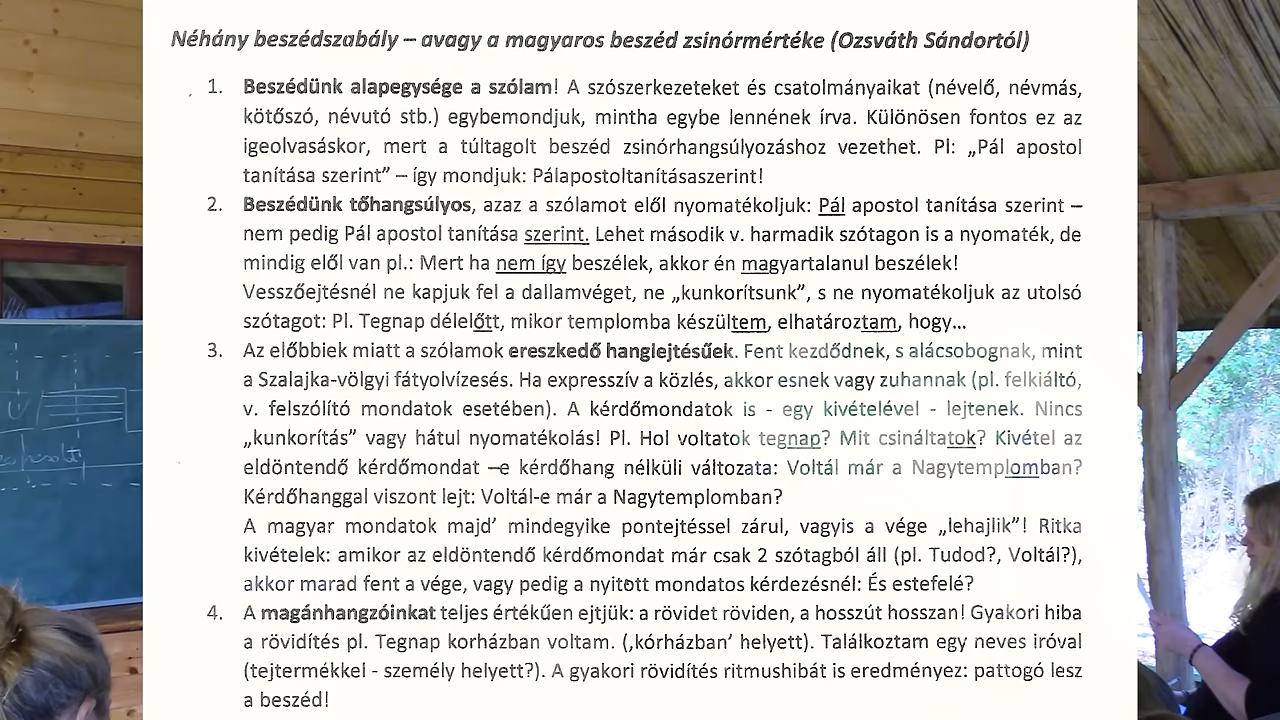 Néhány beszédszabály – avagy a magyaros beszéd zsinórmértéke (Ozsváth Sándortól)
1. Beszédünk alapegysége a szólam! A szószerkezeteket és csatolmányaikat (névelő, névmás,
kötőszó, névutó stb.) egybemondjuk, mintha egybe lennének írva. Különösen fontos ez az
igeolvasáskor, mert a túltagolt beszéd zsinórhangsúlyozáshoz vezethet. Pl: „Pál apostol
tanítása szerint” – így mondjuk: Pálapostoltanításaszerint!
2. Beszédünk tőhangsúlyos, azaz a szólamot elől nyomatékoljuk: Pál apostol tanítása szerint –
nem pedig Pál apostol tanítása szerint. Lehet második v. harmadik szótagon is a nyomaték, de
mindig elől van pl.: Mert ha nem így beszélek, akkor én magyartalanul beszélek!
Vesszőejtésnél ne kapjuk fel a dallamvéget, ne „kunkorítsunk”, s ne nyomatékoljuk az utolsó
szótagot: Pl. Tegnap délelőtt, mikor templomba készültem, elhatároztam, hogy...
3. Az előbbiek miatt a szólamok ereszkedő hanglejtésűek. Fent kezdődnek, s alácsobognak, mint
a Szalajka-völgyi fátyolvízesés. Ha expresszív a közlés, akkor esnek vagy zuhannak (pl. felkiáltó,
v. felszólító mondatok esetében). A kérdőmondatok is - egy kivételével - lejtenek. Nincs
„kunkorítás” vagy hátul nyomatékolás! Pl. Hol voltatok tegnap? Mit csináltatok? Kivétel az
eldöntendő kérdőmondat –e kérdőhang nélküli változata: Voltál már a Nagytemplomban?
Kérdőhanggal viszont lejt: Voltál-e már a Nagytemplomban?
A magyar mondatok majd’ mindegyike pontejtéssel zárul, vagyis a vége „lehajlik”! Ritka
kivételek: amikor az eldöntendő kérdőmondat már csak 2 szótagból áll (pl. Tudod?, Voltál?),
akkor marad fent a vége, vagy pedig a nyitott mondatos kérdezésnél: És estefelé?
4. A magánhangzóinkat teljes értékűen ejtjük: a rövidet röviden, a hosszút hosszan! Gyakori hiba
a rövidítés pl. Tegnap korházban voltam. (‚kórházban’ helyett). Találkoztam egy neves iróval
(tejtermékkel - személy helyett?). A gyakori rövidítés ritmushibát is eredményez: pattogó lesz
a beszéd!